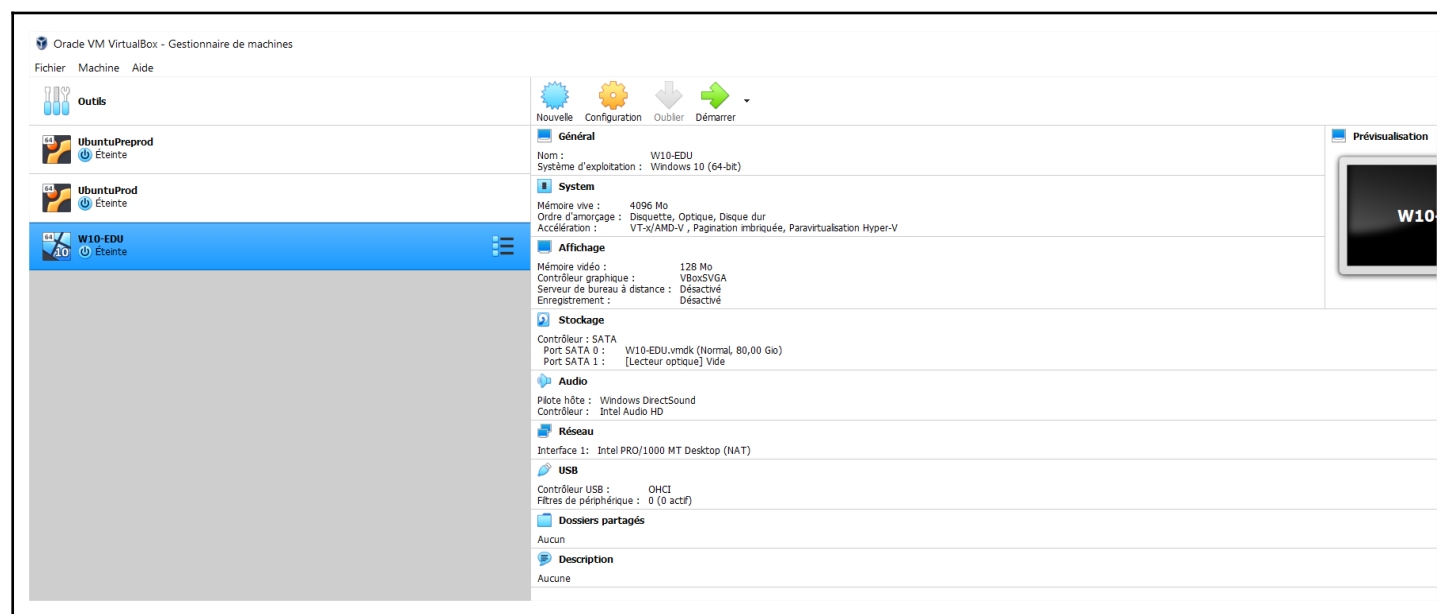 Oracle VM VirtualBox - Gestionnaire de machines
Fichier Machine Aide
Outils
UbuntuPreprod
Éteinte
UbuntuProd
Éteinte
W10-EDU
Éteinte
Nouvelle Configuration Oublier Démarrer
Général
Nom : W10-EDU
Système d'exploitation : Windows 10 (64-bit)
System
Mémoire vive : 4096 Mo
Ordre d'amorçage : Disquette, Optique, Disque dur
Accélération : VT-x/AMD-V , Pagination imbriquée, Paravirtualisation Hyper-V
Affichage
Mémoire vidéo : 128 Mo
Contrôleur graphique : VBoxSVGA
Serveur de bureau à distance : Désactivé
Enregistrement : Désactivé
Stockage
Contrôleur : SATA
Port SATA 0 : W10-EDU.vmdk (Normal, 80,00 Gio)
Port SATA 1 : [Lecteur optique] Vide
Audio
Pilote hôte : Windows DirectSound
Contrôleur : Intel Audio HD
Réseau
Interface 1: Intel PRO/1000 MT Desktop (NAT)
USB
Contrôleur USB : OHCI
Filtres de périphérique : 0 (0 actif)
Dossiers partagés
Aucun
Description
Aucune
Prévisualisation
W10-
64
64
64
10